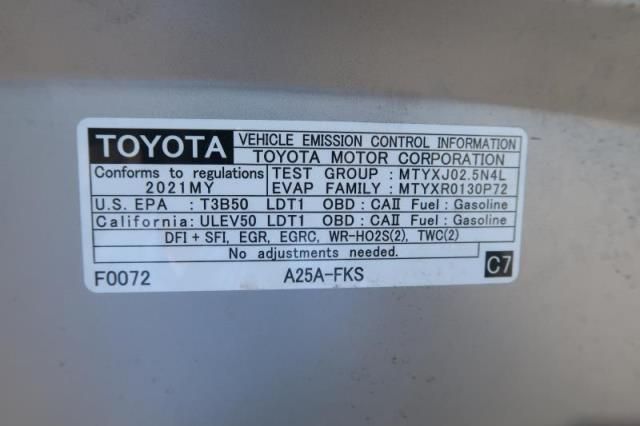 TOYOTA VEHICLE EMISSION CONTROL INFORMATION
TOYOTA MOTOR CORPORATION
Conforms to regulations TEST GROUP : MTYXJ02.5N4L
2021MY EVAP FAMILY : MTYXR0130P72
U.S. EPA : T3B50 LDT1 OBD : CAII Fuel : Gasoline
California: ULEV50 LDT1 OBD : CAII Fuel : Gasoline
DFI + SFI, EGR, EGRC, WR-HO2S(2), TWC(2)
No adjustments needed.
F0072 A25A-FKS C7